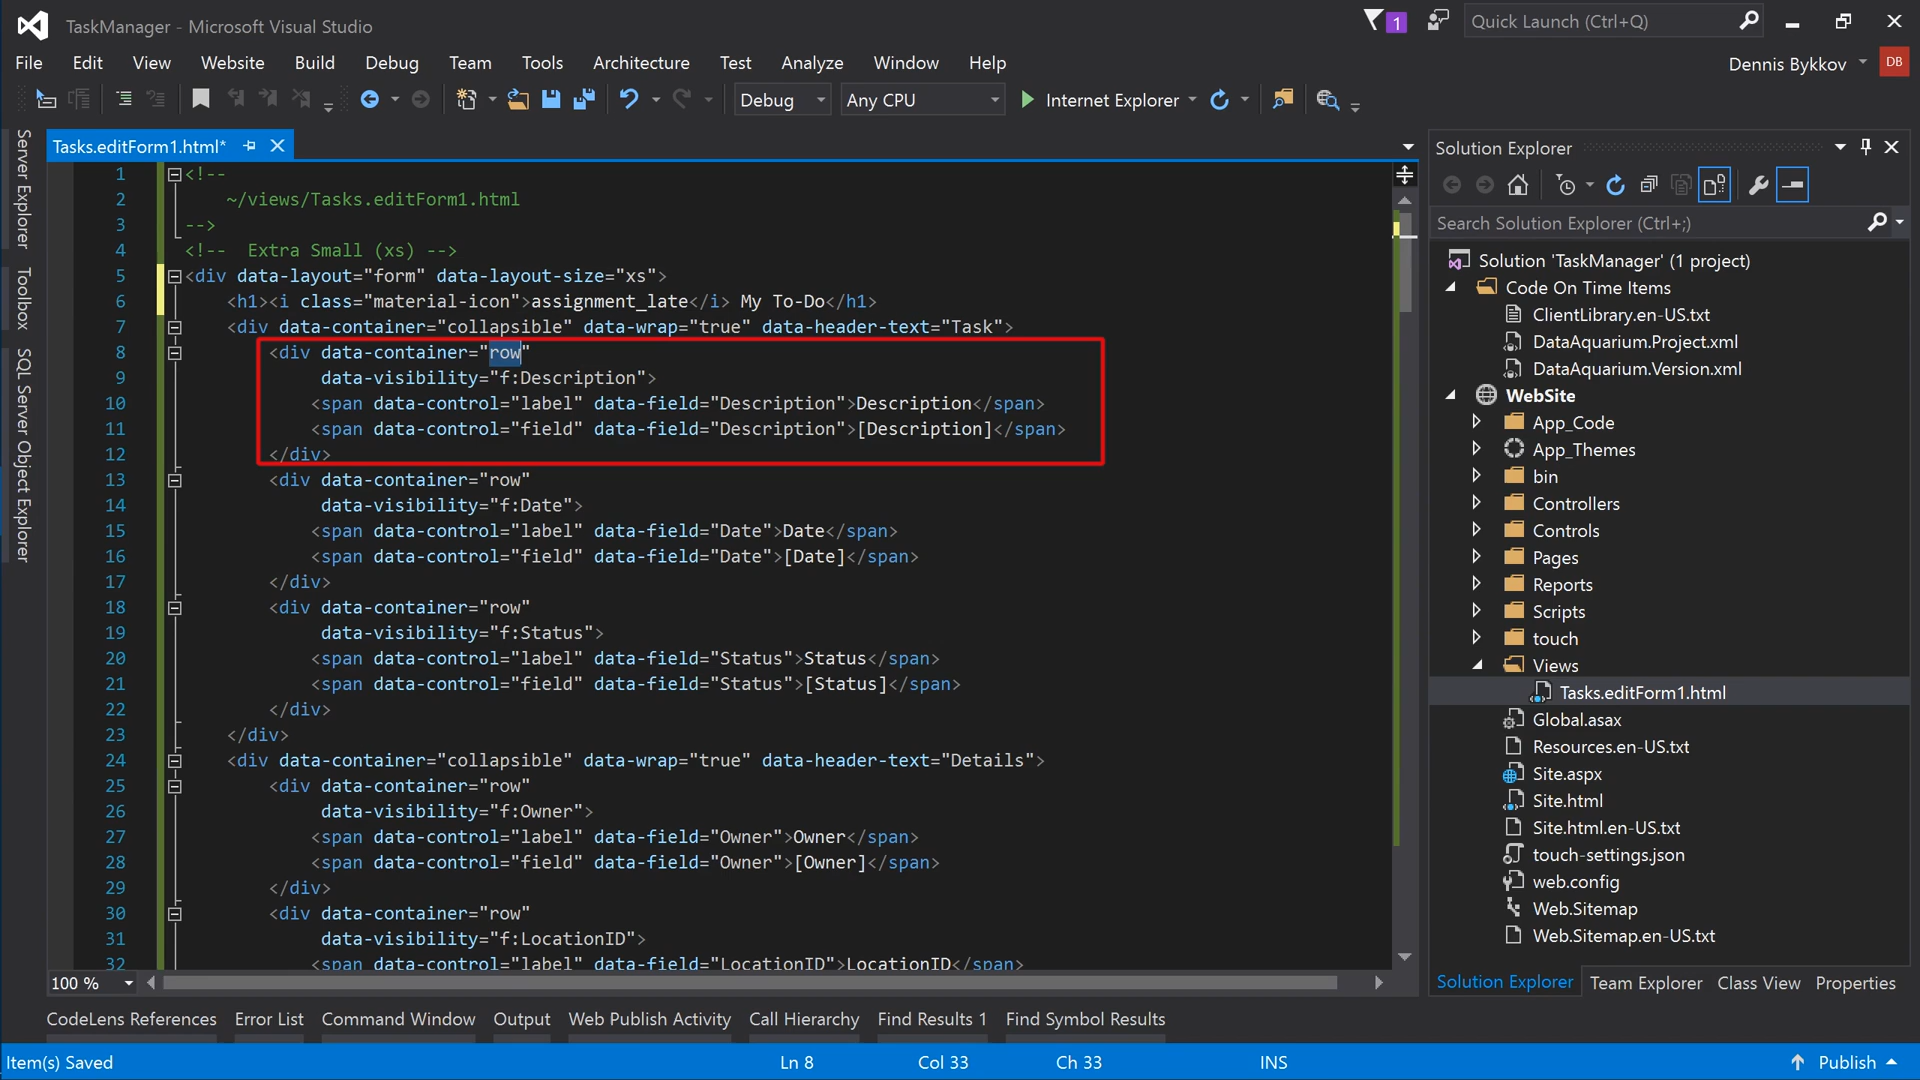 TaskManager - Microsoft Visual Studio
1
Quick Launch (Ctrl+Q)
File Edit View Website Build Debug Team Tools Architecture Test Analyze Window Help
Dennis Bykkov DB
Debug Any CPU Internet Explorer
Server Explorer
Toolbox
SQL Server Object Explorer
Tasks.editForm1.html*
1 <!--
2 ~/views/Tasks.editForm1.html
3 -->
4 <!-- Extra Small (xs) -->
5 <div data-layout="form" data-layout-size="xs">
6 <h1><i class="material-icon">assignment_late</i> My To-Do</h1>
7 <div data-container="collapsible" data-wrap="true" data-header-text="Task">
8 <div data-container="row"
9 data-visibility="f:Description">
10 <span data-control="label" data-field="Description">Description</span>
11 <span data-control="field" data-field="Description">[Description]</span>
12 </div>
13 <div data-container="row"
14 data-visibility="f:Date">
15 <span data-control="label" data-field="Date">Date</span>
16 <span data-control="field" data-field="Date">[Date]</span>
17 </div>
18 <div data-container="row"
19 data-visibility="f:Status">
20 <span data-control="label" data-field="Status">Status</span>
21 <span data-control="field" data-field="Status">[Status]</span>
22 </div>
23 </div>
24 <div data-container="collapsible" data-wrap="true" data-header-text="Details">
25 <div data-container="row"
26 data-visibility="f:Owner">
27 <span data-control="label" data-field="Owner">Owner</span>
28 <span data-control="field" data-field="Owner">[Owner]</span>
29 </div>
30 <div data-container="row"
31 data-visibility="f:LocationID">
32 <span data-control="label" data-field="LocationID">LocationID</span>
100 %
Solution Explorer
Search Solution Explorer (Ctrl+;)
Solution 'TaskManager' (1 project)
Code On Time Items
ClientLibrary.en-US.txt
DataAquarium.Project.xml
DataAquarium.Version.xml
WebSite
App_Code
App_Themes
bin
Controllers
Controls
Pages
Reports
Scripts
touch
Views
Tasks.editForm1.html
Global.asax
Resources.en-US.txt
Site.aspx
Site.html
Site.html.en-US.txt
touch-settings.json
web.config
Web.Sitemap
Web.Sitemap.en-US.txt
Solution Explorer Team Explorer Class View Properties
CodeLens References Error List Command Window Output Web Publish Activity Call Hierarchy Find Results 1 Find Symbol Results
Item(s) Saved Ln 8 Col 33 Ch 33 INS Publish